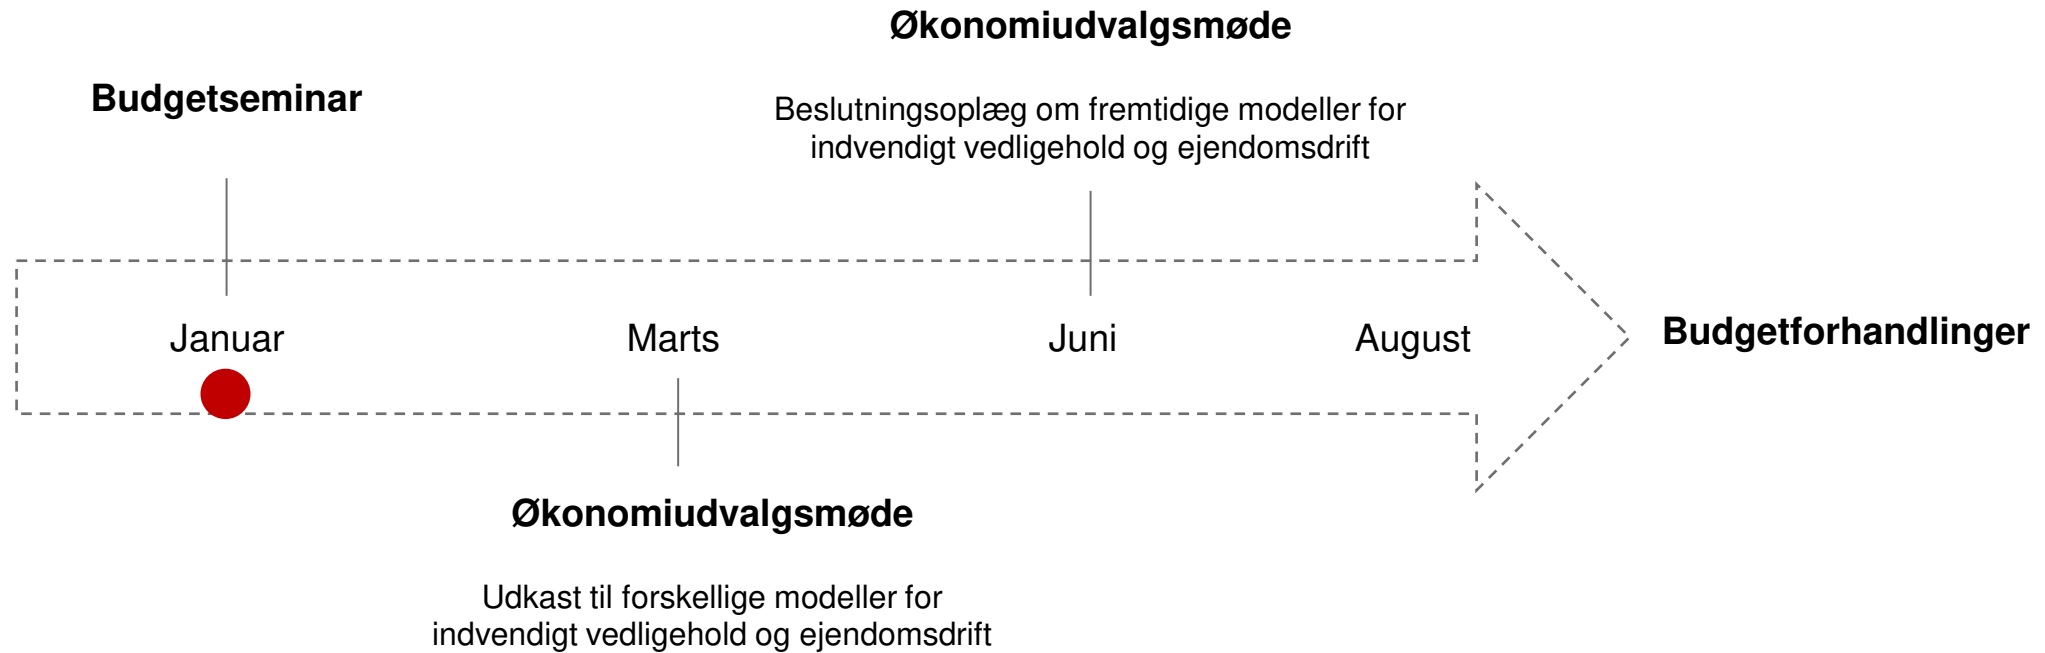 Økonomiudvalgsmøde
Budgetseminar
Beslutningsoplæg om fremtidige modeller for
indvendigt vedligehold og ejendomsdrift
Januar
Marts
Juni
August
Budgetforhandlinger
Økonomiudvalgsmøde
Udkast til forskellige modeller for
indvendigt vedligehold og ejendomsdrift